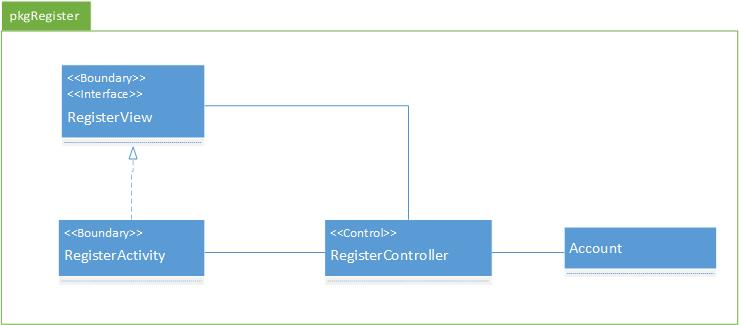 pkgRegister
<<Boundary>>
<<Interface>>
RegisterView
<<Boundary>>
RegisterActivity
<<Control>>
RegisterController
Account